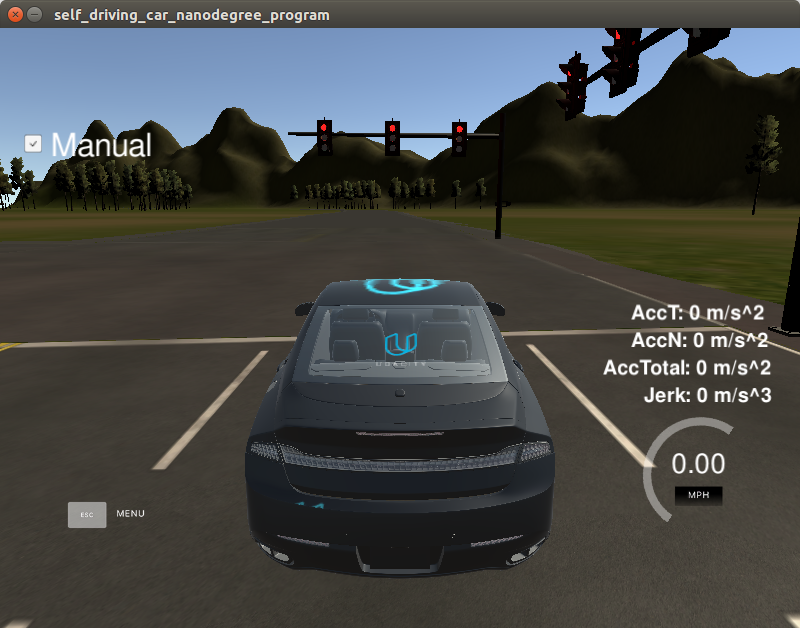 self_driving_car_nanodegree_program
Manual
AccT: 0 m/s^2
AccN: 0 m/s^2
AccTotal: 0 m/s^2
Jerk: 0 m/s^3
0.00
MPH
ESC
MENU
UDACITY